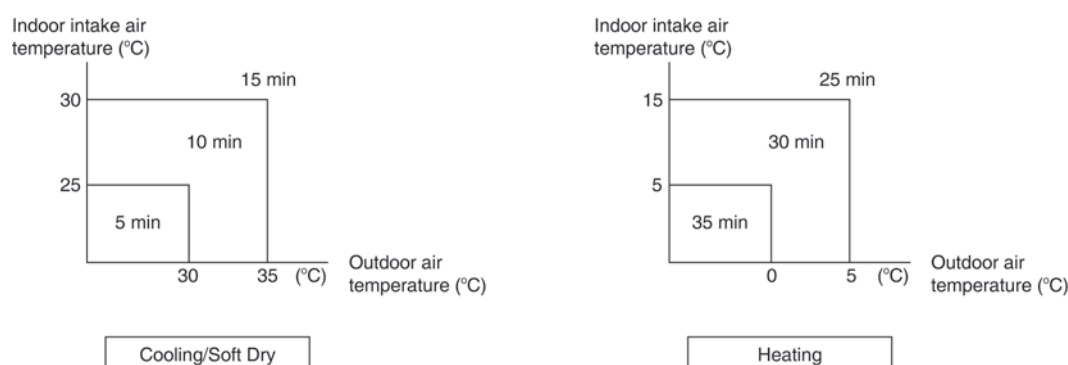 Indoor intake air
temperature (°C)
15 min
30
10 min
25
5 min
30 35 (°C)
Outdoor air
temperature (°C)
Cooling/Soft Dry
Indoor intake air
temperature (°C)
25 min
15
30 min
5
35 min
0 5 (°C)
Outdoor air
temperature (°C)
Heating